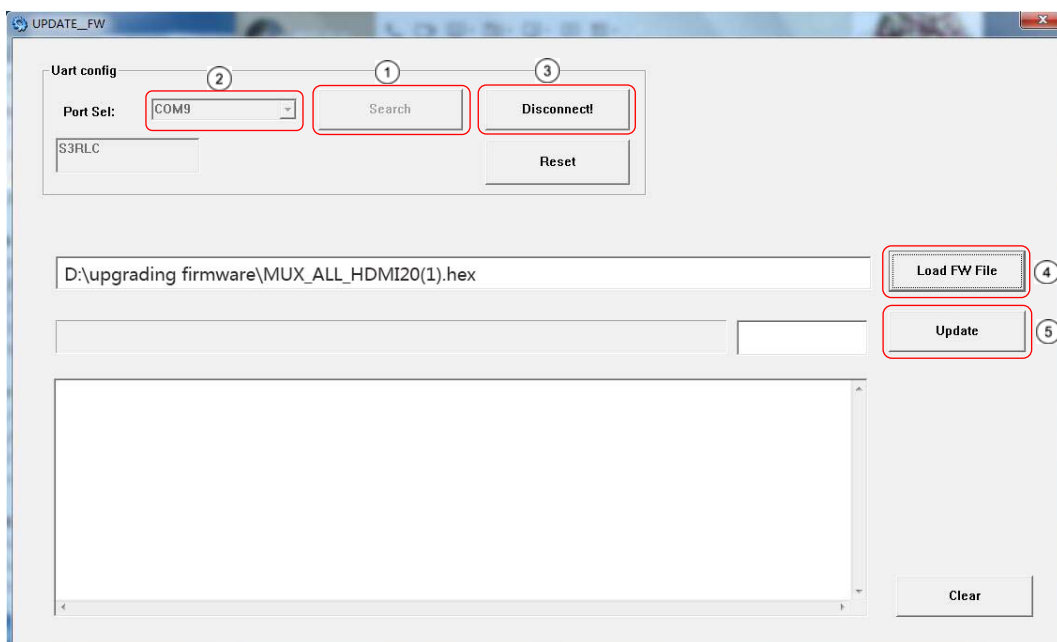 UPDATE__FW
x
Uart config
② ① ③
Port Sel: COM9 Search Disconnect!
S3RLC
Reset
D:\upgrading firmware\MUX_ALL_HDMI20(1).hex
Load FW File ④
Update ⑤
Clear